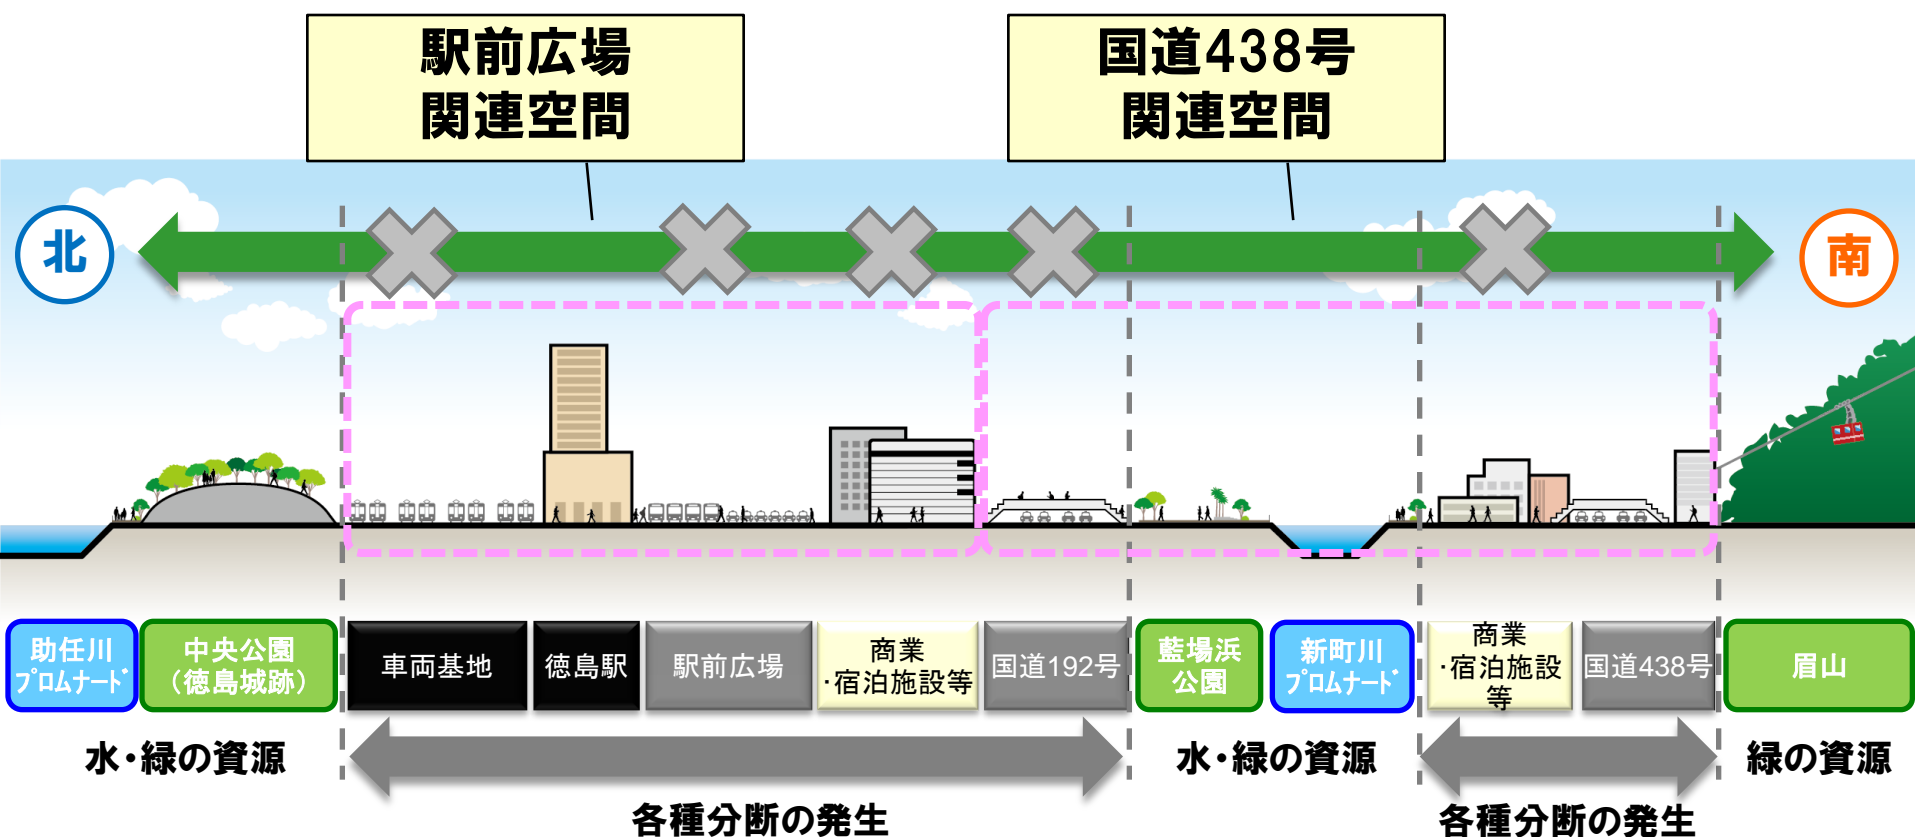 駅前広場
関連空間
国道438号
関連空間
北
南
助任川
プロムナード
中央公園
(徳島城跡)
車両基地
徳島駅
駅前広場
商業
・宿泊施設等
国道192号
藍場浜
公園
新町川
プロムナード
商業
・宿泊施設
等
国道438号
眉山
水・緑の資源
各種分断の発生
水・緑の資源
各種分断の発生
緑の資源